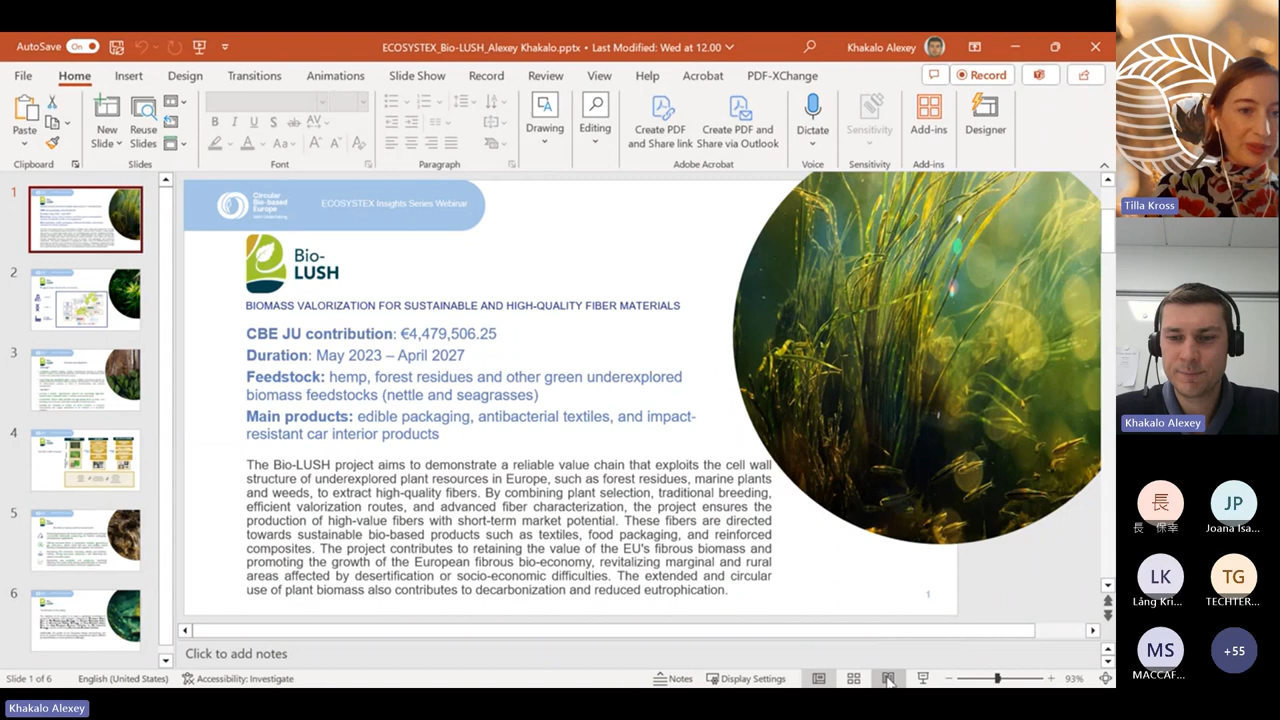 AutoSave On
ECOSYSTEX_Bio-LUSH_Alexey Khakalo.pptx • Last Modified: Wed at 12.00
Khakalo Alexey
File Home Insert Design Transitions Animations Slide Show Record Review View Help Acrobat PDF-XChange
Record
Paste
New Slide
Reuse Slides
B I U S ab AV
A Aa A A
Drawing
Editing
Create PDF and Share link
Create PDF and Share via Outlook
Dictate
Sensitivity
Add-ins
Designer
Clipboard Slides Font Paragraph Adobe Acrobat Voice Sensitivity Add-ins
1
2
3
4
5
6
Circular
Bio-based
Europe
ECOSYSTEX Insights Series Webinar
Bio-
LUSH
BIOMASS VALORIZATION FOR SUSTAINABLE AND HIGH-QUALITY FIBER MATERIALS
CBE JU contribution: €4,479,506.25
Duration: May 2023 – April 2027
Feedstock: hemp, forest residues and other green underexplored
biomass feedstocks (nettle and seagrasses)
Main products: edible packaging, antibacterial textiles, and impact-
resistant car interior products
The Bio-LUSH project aims to demonstrate a reliable value chain that exploits the cell wall
structure of underexplored plant resources in Europe, such as forest residues, marine plants
and weeds, to extract high-quality fibers. By combining plant selection, traditional breeding,
efficient valorization routes, and advanced fiber characterization, the project ensures the
production of high-value fibers with short-term market potential. These fibers are directed
towards sustainable bio-based products such as textiles, food packaging, and reinforced
composites. The project contributes to retaining the value of the EU's fibrous biomass and
promoting the growth of the European fibrous bio-economy, revitalizing marginal and rural
areas affected by desertification or socio-economic difficulties. The extended and circular
use of plant biomass also contributes to decarbonization and reduced eutrophication.
1
Click to add notes
Slide 1 of 6 English (United States) Accessibility: Investigate
Notes Display Settings 93%
Khakalo Alexey
Tilla Kross
Khakalo Alexey
長 JP
長 保幸 Joana Isa...
LK TG
Lång Kri... TECHTER...
MS +55
MACCAF...